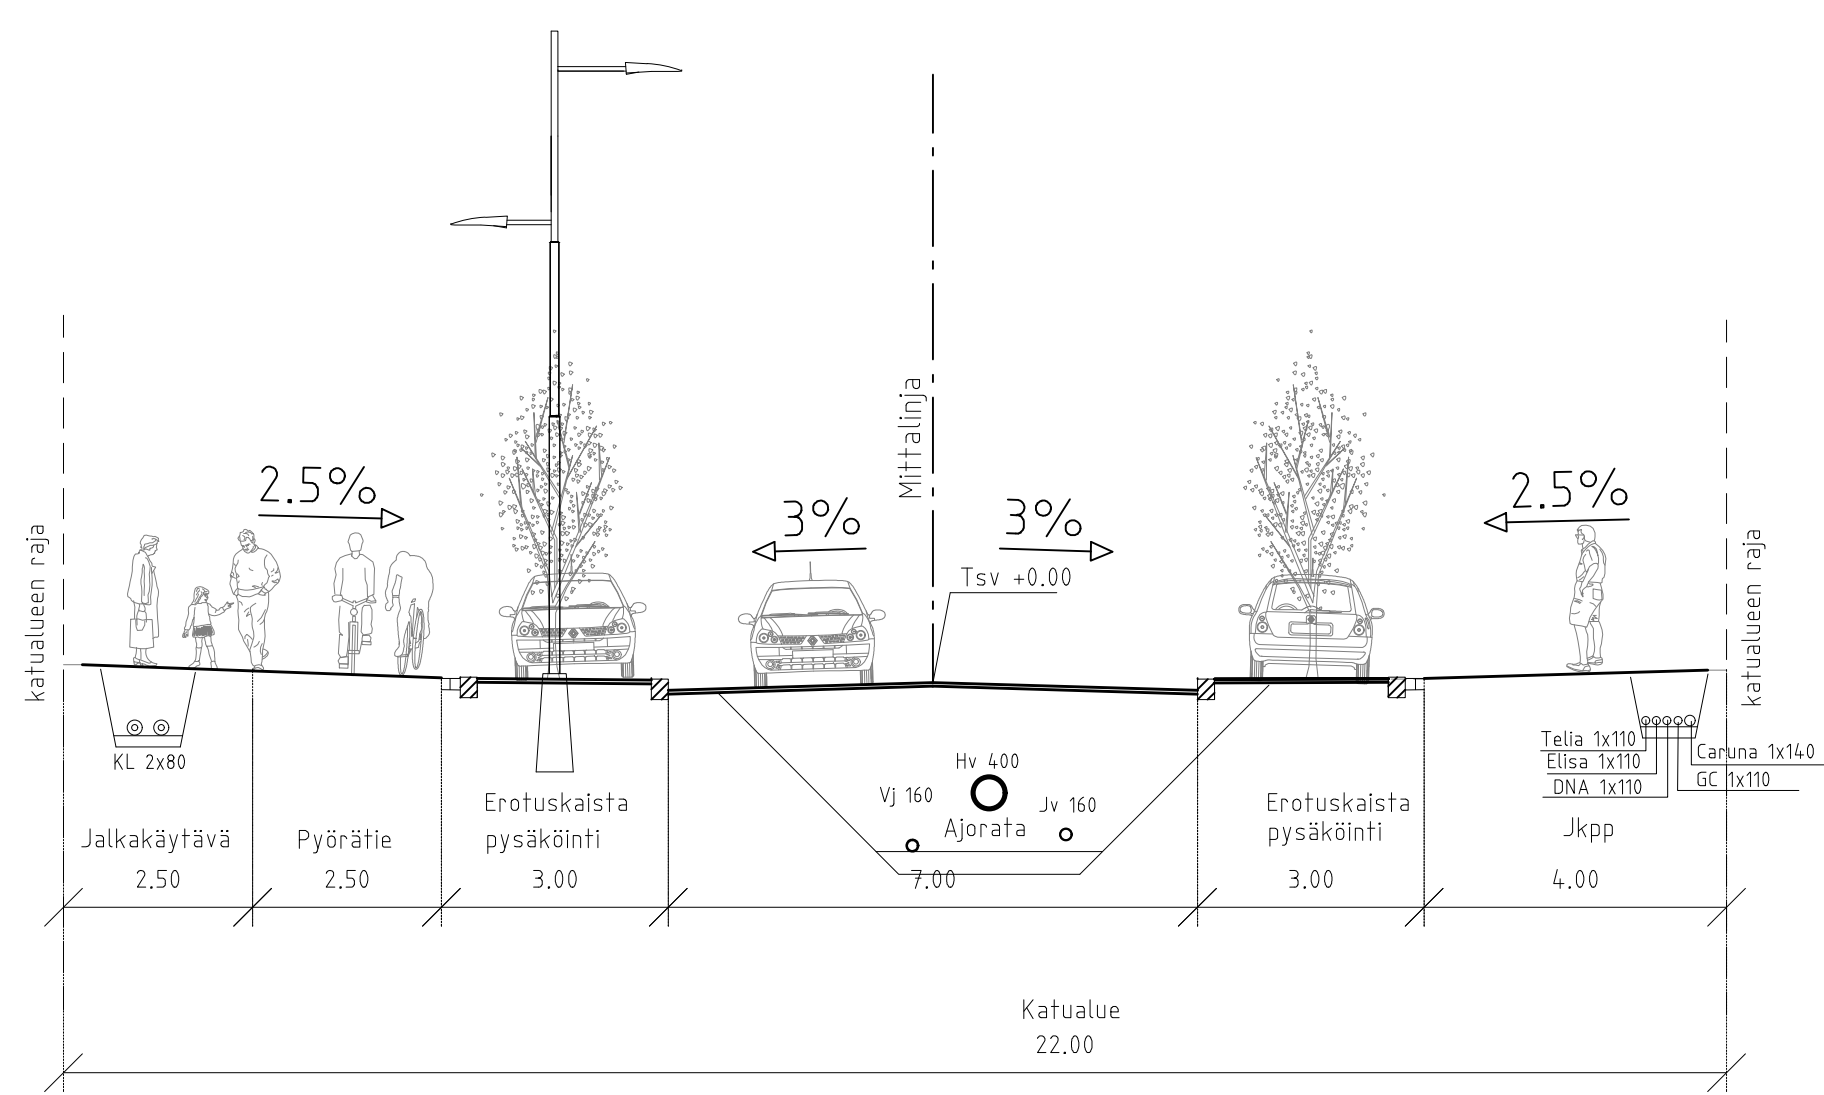 katualueen raja
2.5%
3%
Mittalinja
3%
Tsv +0.00
2.5%
katualueen raja
KL 2x80
Hv 400
Vj 160
Jv 160
Telia 1x110
Elisa 1x110
DNA 1x110
Caruna 1x140
GC 1x110
Jalkakäytävä
2.50
Pyörätie
2.50
Erotuskaista
pysäköinti
3.00
Ajorata
7.00
Erotuskaista
pysäköinti
3.00
Jkpp
4.00
Katualue
22.00